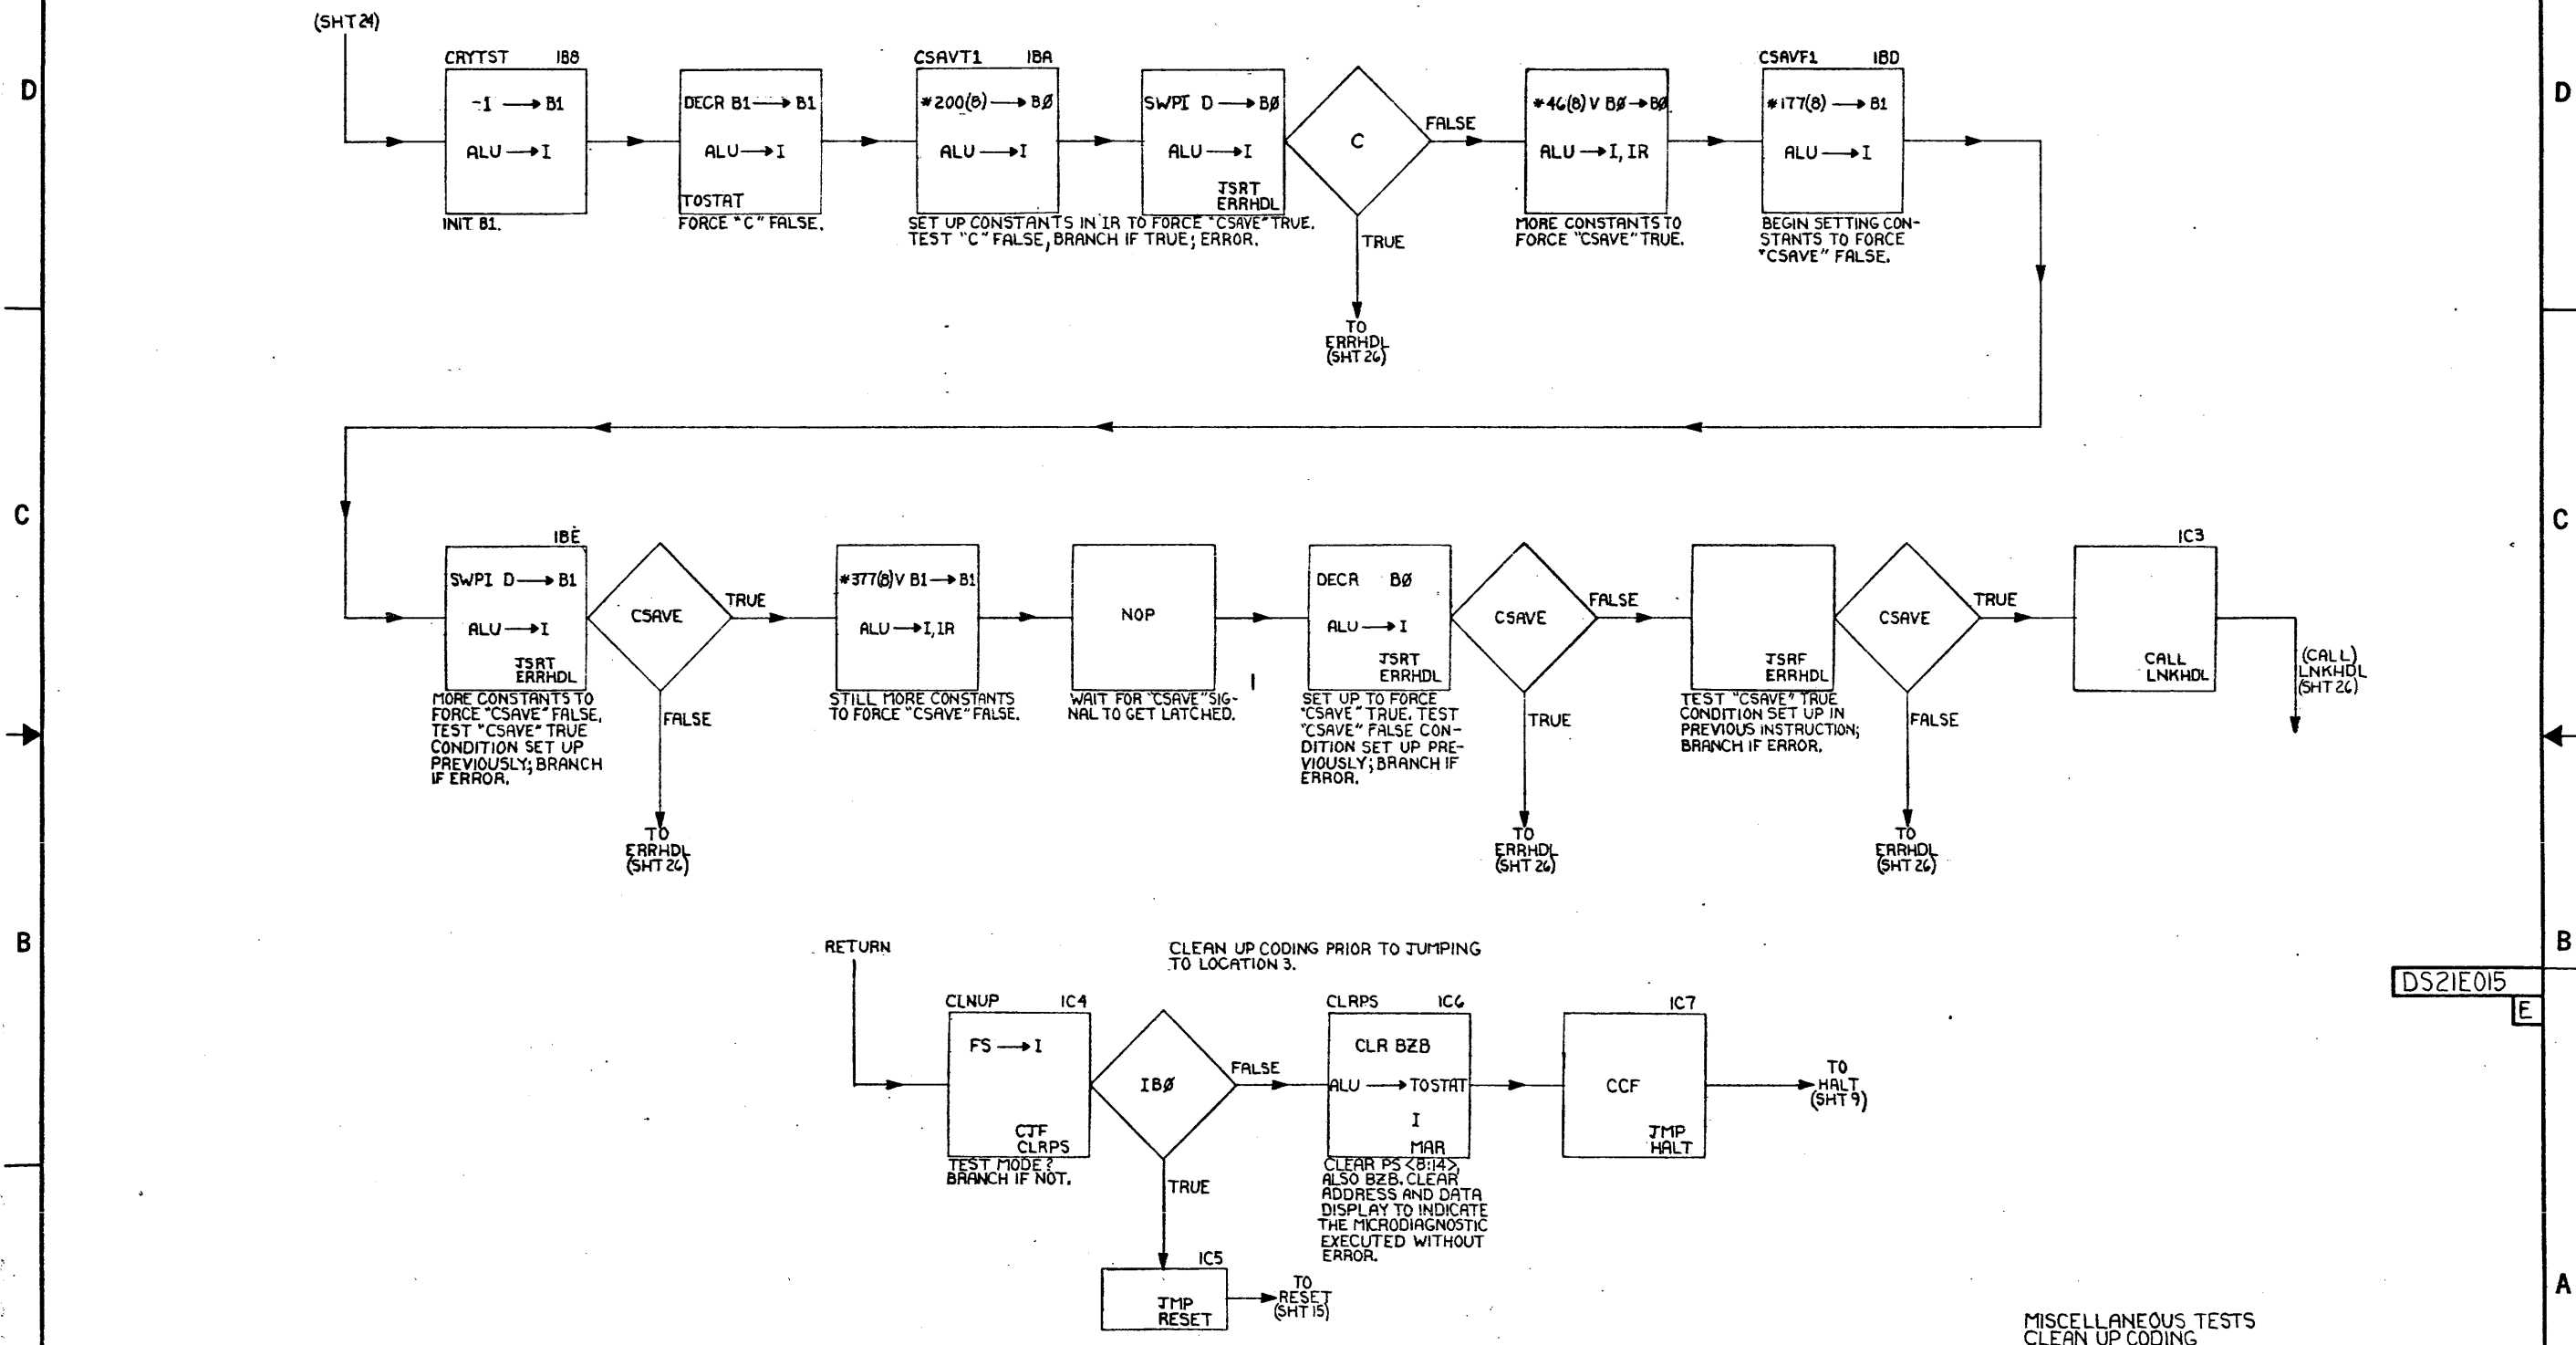 (SHT 24)
CRYTST 1B8
-1 → B1
ALU → I
INIT B1.
DECR B1 → B1
ALU → I
TOSTAT
FORCE "C" FALSE.
CSAVT1 1BA
#200(8) → BØ
ALU → I
SWPI D → BØ
ALU → I
JSRT
ERRHDL
SET UP CONSTANTS IN IR TO FORCE "CSAVE" TRUE.
TEST "C" FALSE, BRANCH IF TRUE; ERROR.
C
FALSE
TRUE
TO
ERRHDL
(SHT 26)
#46(8) V BØ → BØ
ALU → I, IR
MORE CONSTANTS TO
FORCE "CSAVE" TRUE.
CSAVF1 1BD
#177(8) → B1
ALU → I
BEGIN SETTING CON-
STANTS TO FORCE
"CSAVE" FALSE.
1BE
SWPI D → B1
ALU → I
JSRT
ERRHDL
MORE CONSTANTS TO
FORCE "CSAVE" FALSE.
TEST "CSAVE" TRUE
CONDITION SET UP
PREVIOUSLY; BRANCH
IF ERROR.
CSAVE
TRUE
FALSE
TO
ERRHDL
(SHT 26)
#377(8) V B1 → B1
ALU → I, IR
STILL MORE CONSTANTS
TO FORCE "CSAVE" FALSE.
NOP
WAIT FOR "CSAVE" SIG-
NAL TO GET LATCHED.
DECR BØ
ALU → I
JSRT
ERRHDL
SET UP TO FORCE
"CSAVE" TRUE. TEST
"CSAVE" FALSE CON-
DITION SET UP PRE-
VIOUSLY; BRANCH IF
ERROR.
CSAVE
FALSE
TRUE
TO
ERRHDL
(SHT 26)
JSRF
ERRHDL
TEST "CSAVE" TRUE
CONDITION SET UP IN
PREVIOUS INSTRUCTION;
BRANCH IF ERROR.
CSAVE
TRUE
FALSE
TO
ERRHDL
(SHT 26)
1C3
CALL
LNKHDL
(CALL)
LNKHDL
(SHT 26)
RETURN
CLEAN UP CODING PRIOR TO JUMPING
TO LOCATION 3.
CLNUP 1C4
FS → I
CJF
CLRPS
TEST MODE?
BRANCH IF NOT.
IBØ
FALSE
TRUE
1C5
JMP
RESET
TO
RESET
(SHT 15)
CLRPS 1C6
CLR BZB
ALU → TOSTAT
I
MAR
CLEAR PS <8:14>,
ALSO BZB. CLEAR
ADDRESS AND DATA
DISPLAY TO INDICATE
THE MICRODIAGNOSTIC
EXECUTED WITHOUT
ERROR.
1C7
CCF
JMP
HALT
TO
HALT
(SHT 9)
D
D
C
C
B
B
A
DS21E015
E
MISCELLANEOUS TESTS
CLEAN UP CODING